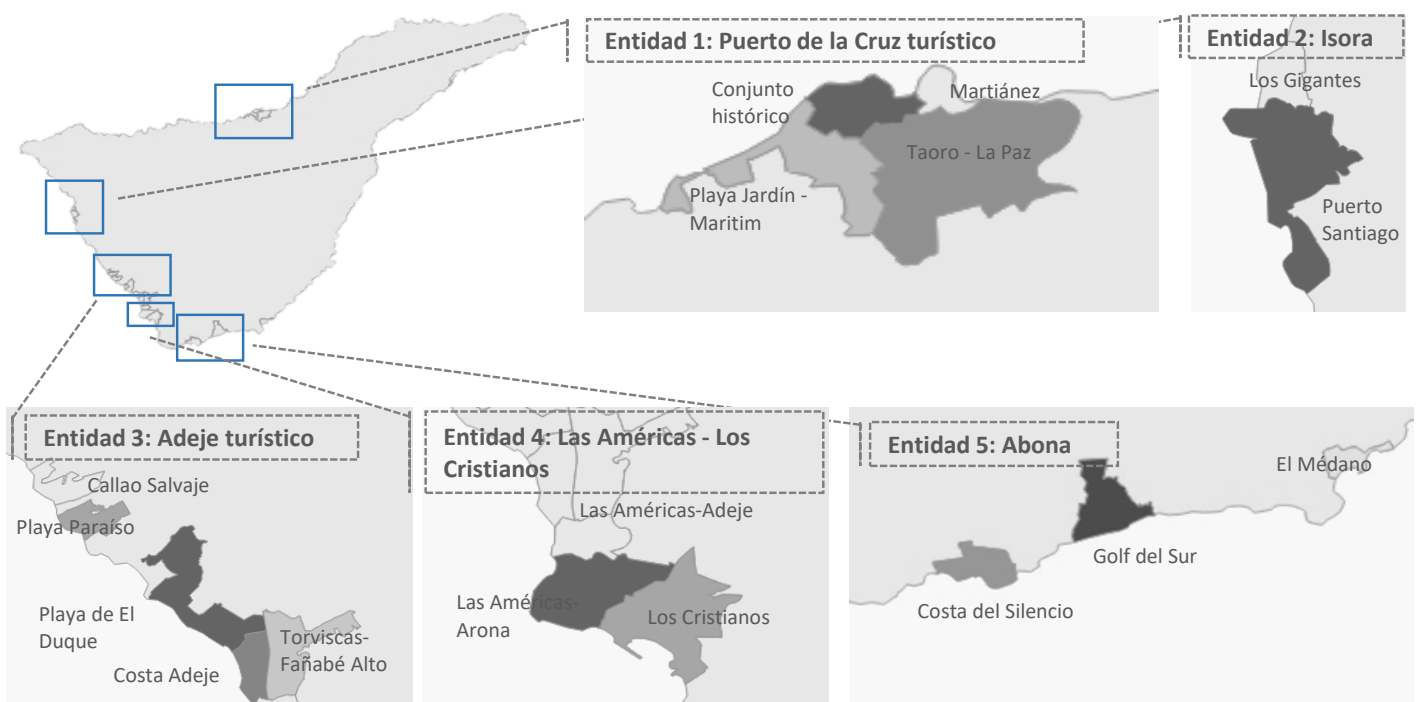 Entidad 1: Puerto de la Cruz turístico
Conjunto
histórico
Martiánez
Taoro - La Paz
Playa Jardín -
Maritim
Entidad 2: Isora
Los Gigantes
Puerto
Santiago
Entidad 3: Adeje turístico
Callao Salvaje
Playa Paraíso
Playa de El
Duque
Torviscas-
Fañabé Alto
Costa Adeje
Entidad 4: Las Américas - Los
Cristianos
Las Américas-Adeje
Las Américas-
Arona
Los Cristianos
Entidad 5: Abona
El Médano
Golf del Sur
Costa del Silencio